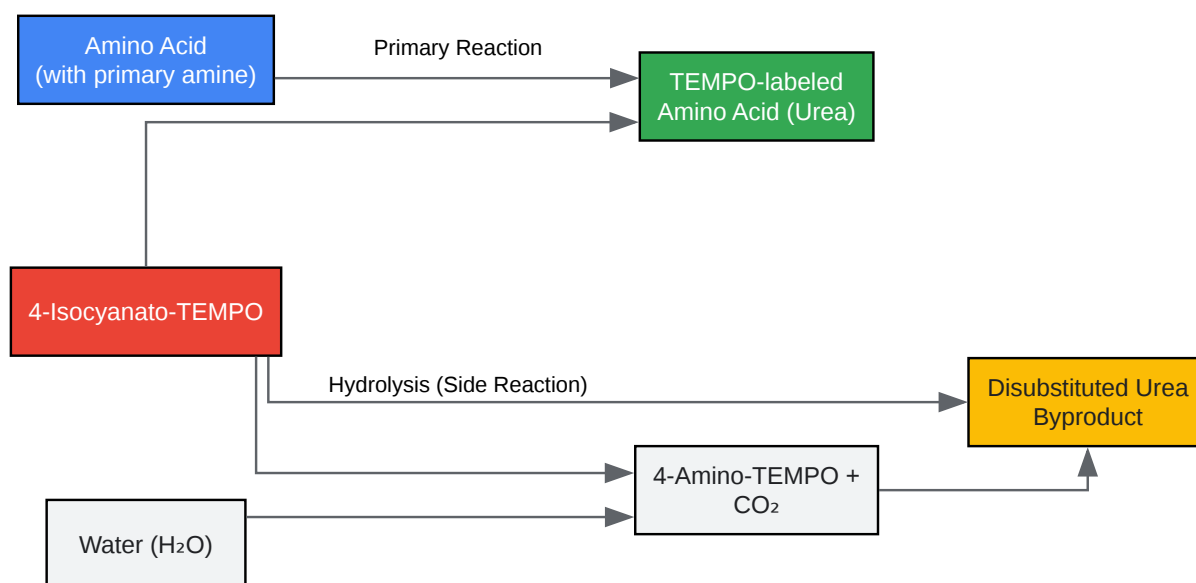 Amino Acid
(with primary amine)
Primary Reaction
TEMPO-labeled
Amino Acid (Urea)
4-Isocyanato-TEMPO
Hydrolysis (Side Reaction)
Disubstituted Urea
Byproduct
4-Amino-TEMPO +
CO₂
Water (H₂O)